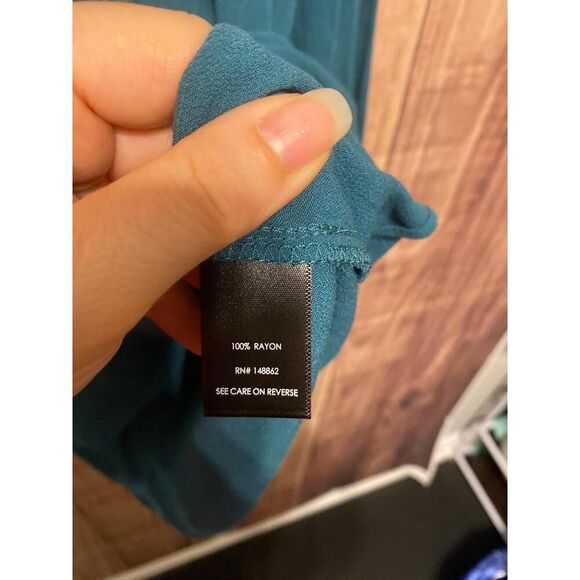 100% RAYON
RN# 148862
SEE CARE ON REVERSE